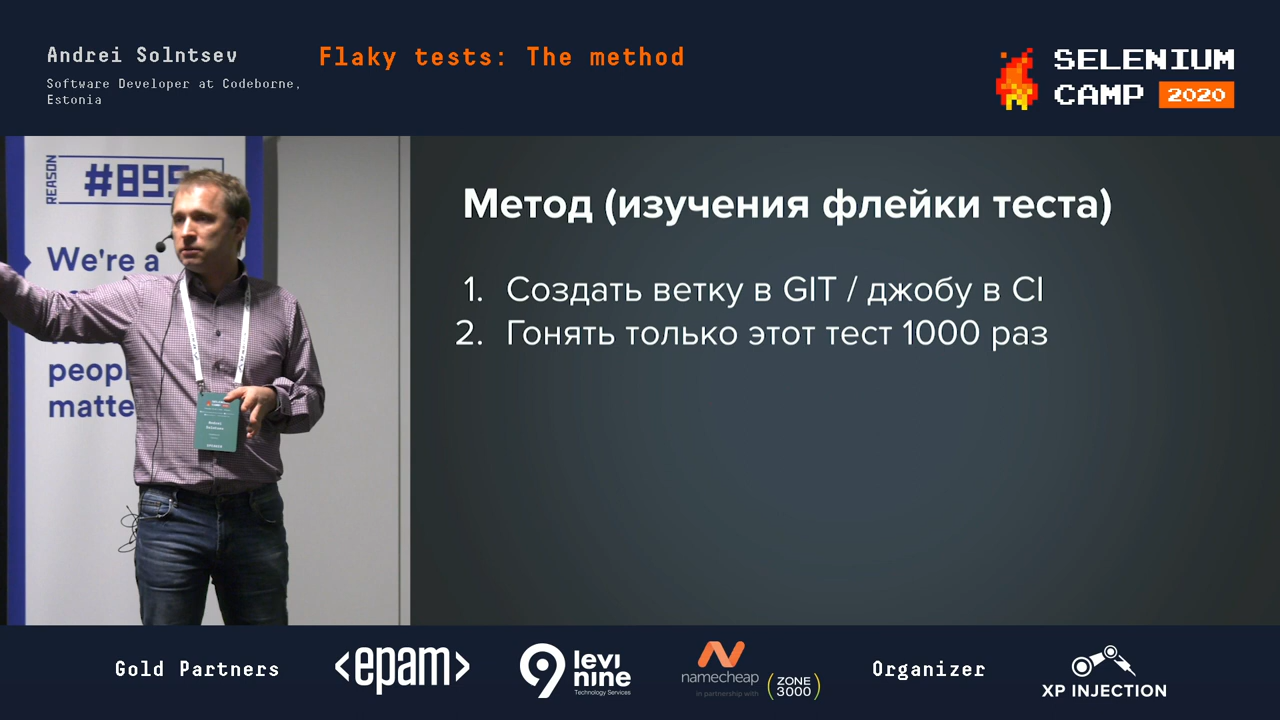 Andrei Solntsev
Software Developer at Codeborne,
Estonia
Flaky tests: The method
SELENIUM
CAMP 2020
REASON
#895
We're a
peopl
matte
Метод (изучения флейки теста)
1. Создать ветку в GIT / джобу в CI
2. Гонять только этот тест 1000 раз
Gold Partners
<epam>
9 levi
nine
Technology Services
namecheap
in partnership with
ZONE
3000
Organizer
XP INJECTION